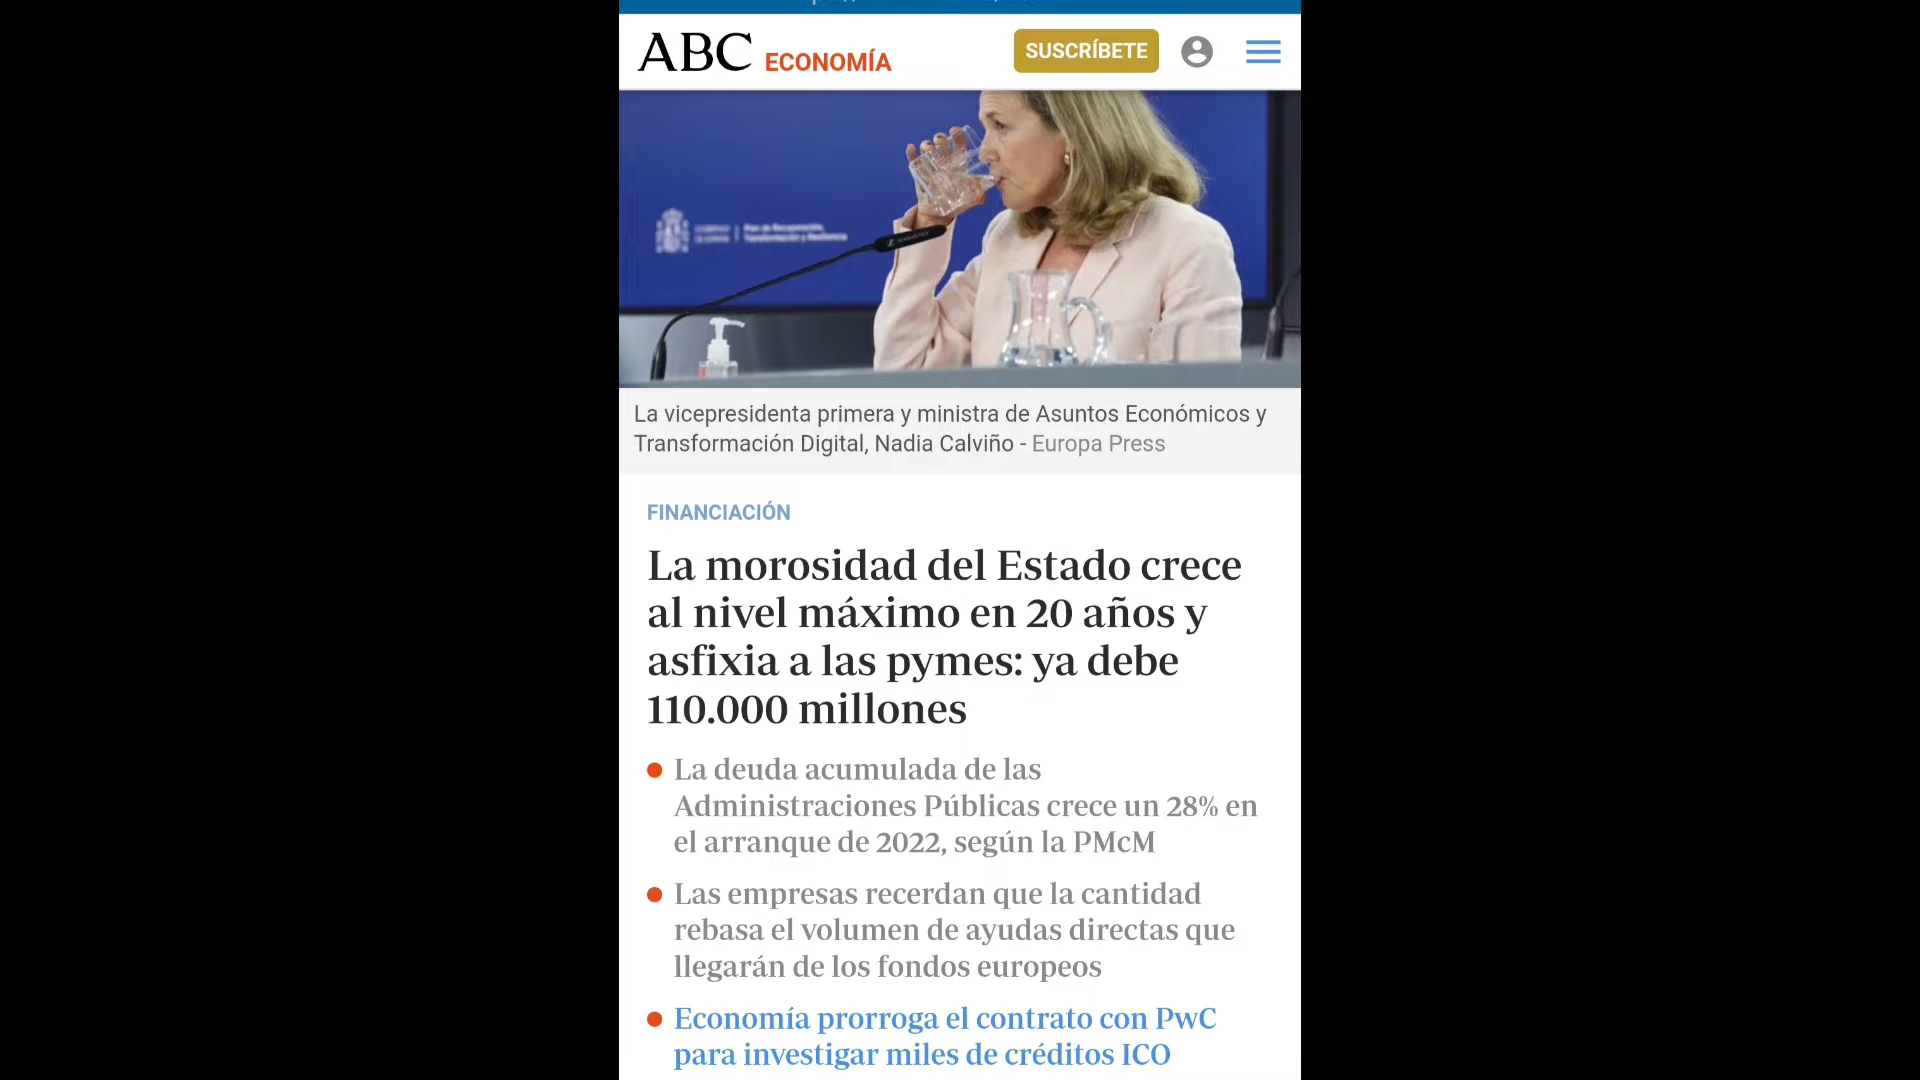 ABC ECONOMÍA
SUSCRÍBETE
La vicepresidenta primera y ministra de Asuntos Económicos y
Transformación Digital, Nadia Calviño - Europa Press
FINANCIACIÓN
La morosidad del Estado crece
al nivel máximo en 20 años y
asfixia a las pymes: ya debe
110.000 millones
La deuda acumulada de las
Administraciones Públicas crece un 28% en
el arranque de 2022, según la PMcM
Las empresas recerdan que la cantidad
rebasa el volumen de ayudas directas que
llegarán de los fondos europeos
Economía prorroga el contrato con PwC
para investigar miles de créditos ICO